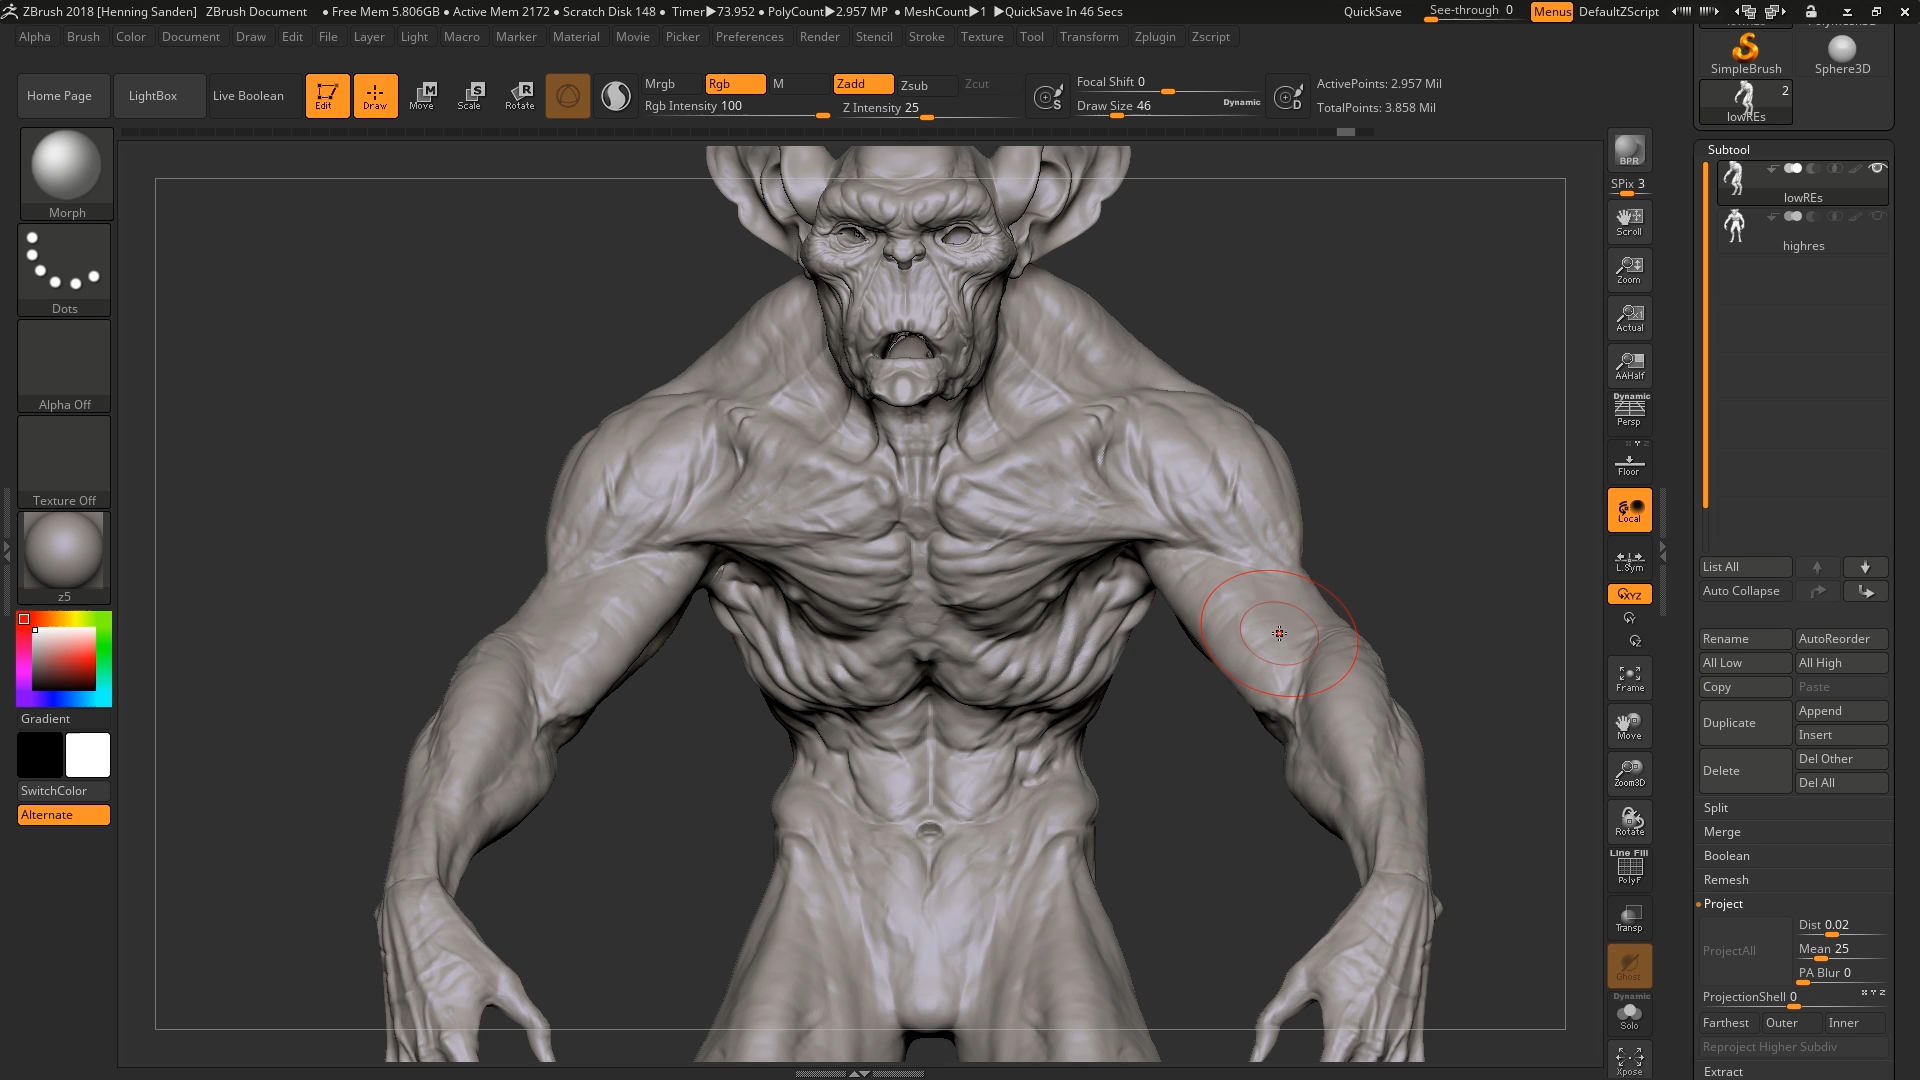 ZBrush 2018 [Henning Sanden] ZBrush Document • Free Mem 5.806GB • Active Mem 2172 • Scratch Disk 148 • Timer▶73.952 • PolyCount▶2.957 MP • MeshCount▶1 ▶QuickSave In 46 Secs QuickSave See-through 0 Menus DefaultZScript
Alpha Brush Color Document Draw Edit File Layer Light Macro Marker Material Movie Picker Preferences Render Stencil Stroke Texture Tool Transform Zplugin Zscript
Home Page LightBox Live Boolean Edit Draw Move Scale Rotate
Mrgb Rgb M Zadd Zsub Zcut
Rgb Intensity 100 Z Intensity 25
Focal Shift 0
Draw Size 46 Dynamic
ActivePoints: 2.957 Mil
TotalPoints: 3.858 Mil
Morph
Dots
Alpha Off
Texture Off
z5
Gradient
SwitchColor
Alternate
BPR
SPix 3
Scroll
Zoom
Actual
AAHalf
Dynamic
Persp
Floor
Local
L.Sym
XYZ
Y
Z
Frame
Move
Zoom3D
Rotate
Line Fill
PolyF
Transp
Ghost
Dynamic
Solo
Xpose
SimpleBrush Sphere3D
2
lowREs
Subtool
lowREs
highres
List All
Auto Collapse
Rename AutoReorder
All Low All High
Copy Paste
Duplicate Append
Insert
Delete Del Other
Del All
Split
Merge
Boolean
Remesh
Project
ProjectAll Dist 0.02
Mean 25
PA Blur 0
ProjectionShell 0 X Y Z
Farthest Outer Inner
Reproject Higher Subdiv
Extract